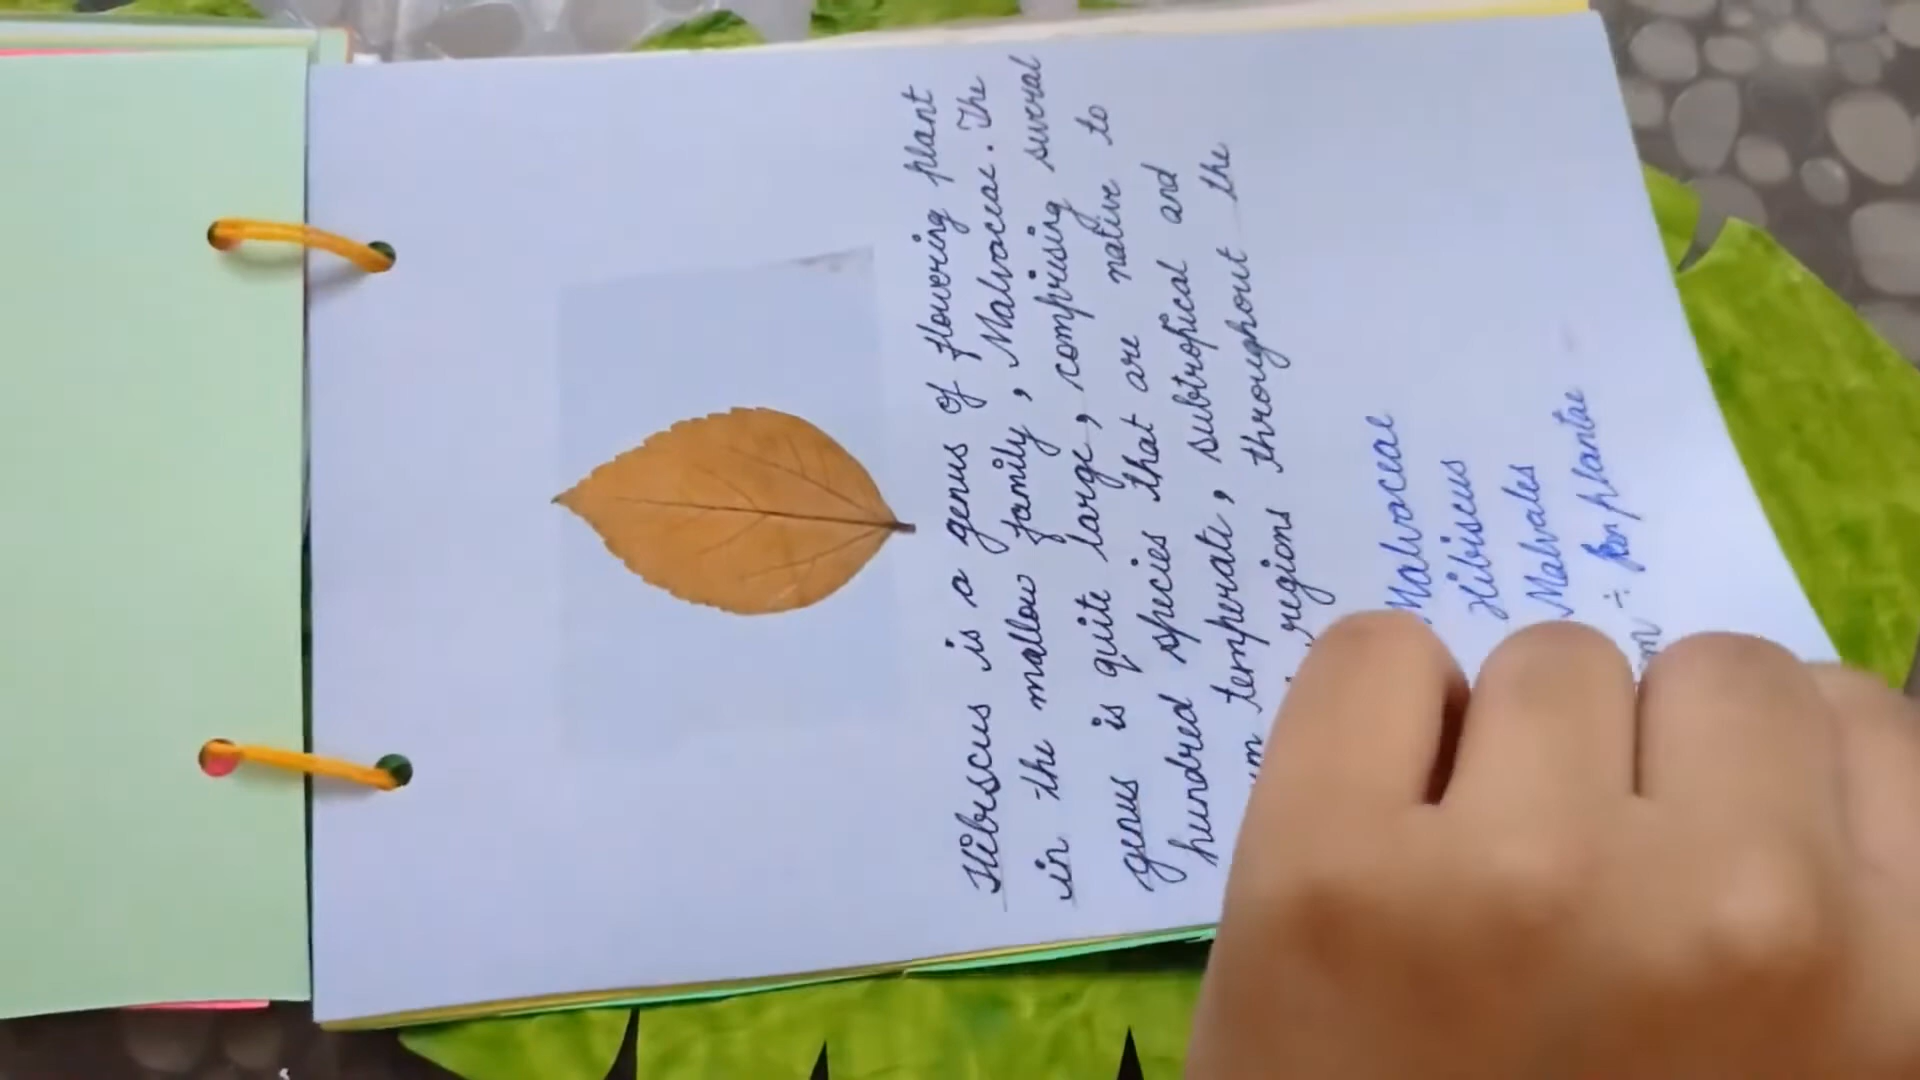 Hibiscus is a genus of flowering plant
in the mallow family, Malvaceae. The
genus is quite large, comprising several
hundred species that are native to
temperate, subtropical and
regions throughout the
Malvaceae
Hibiscus
Malvales
÷ plantae